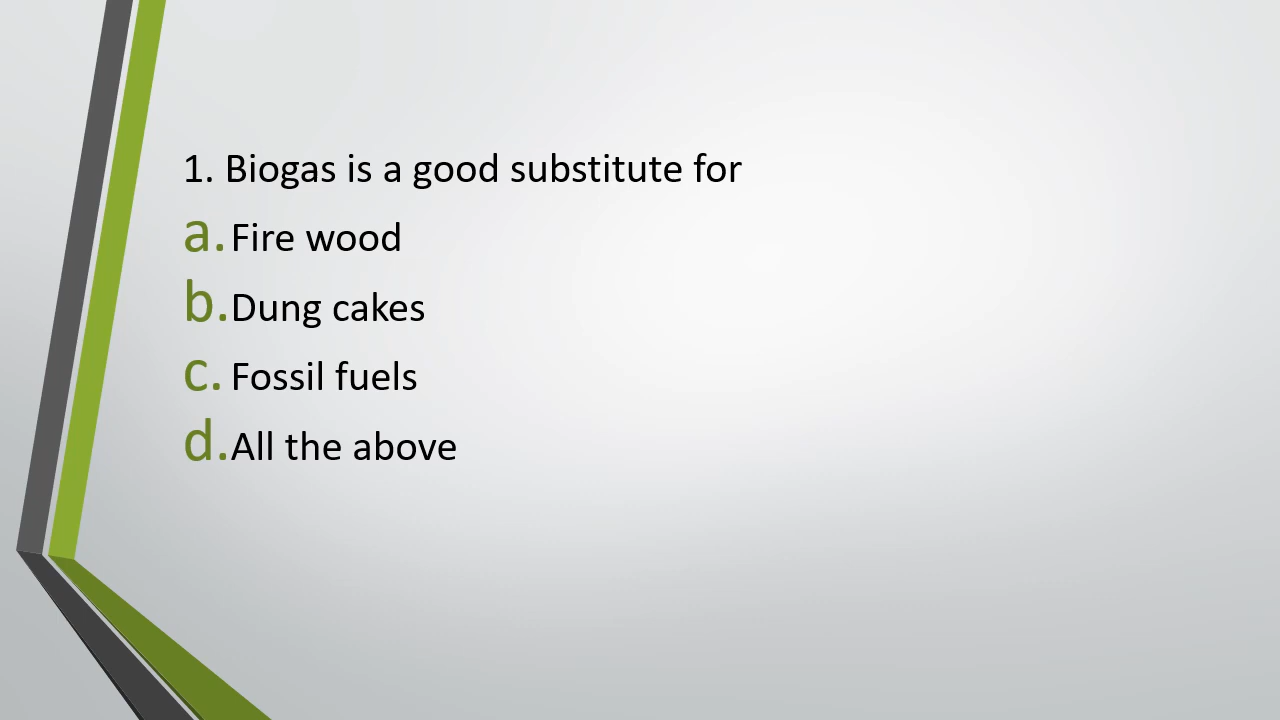 1. Biogas is a good substitute for
a. Fire wood
b. Dung cakes
c. Fossil fuels
d. All the above